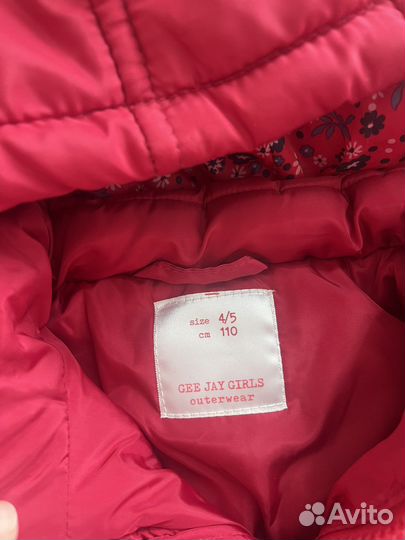 size 4/5
cm 110
GEE JAY GIRLS
outerwear
Avito